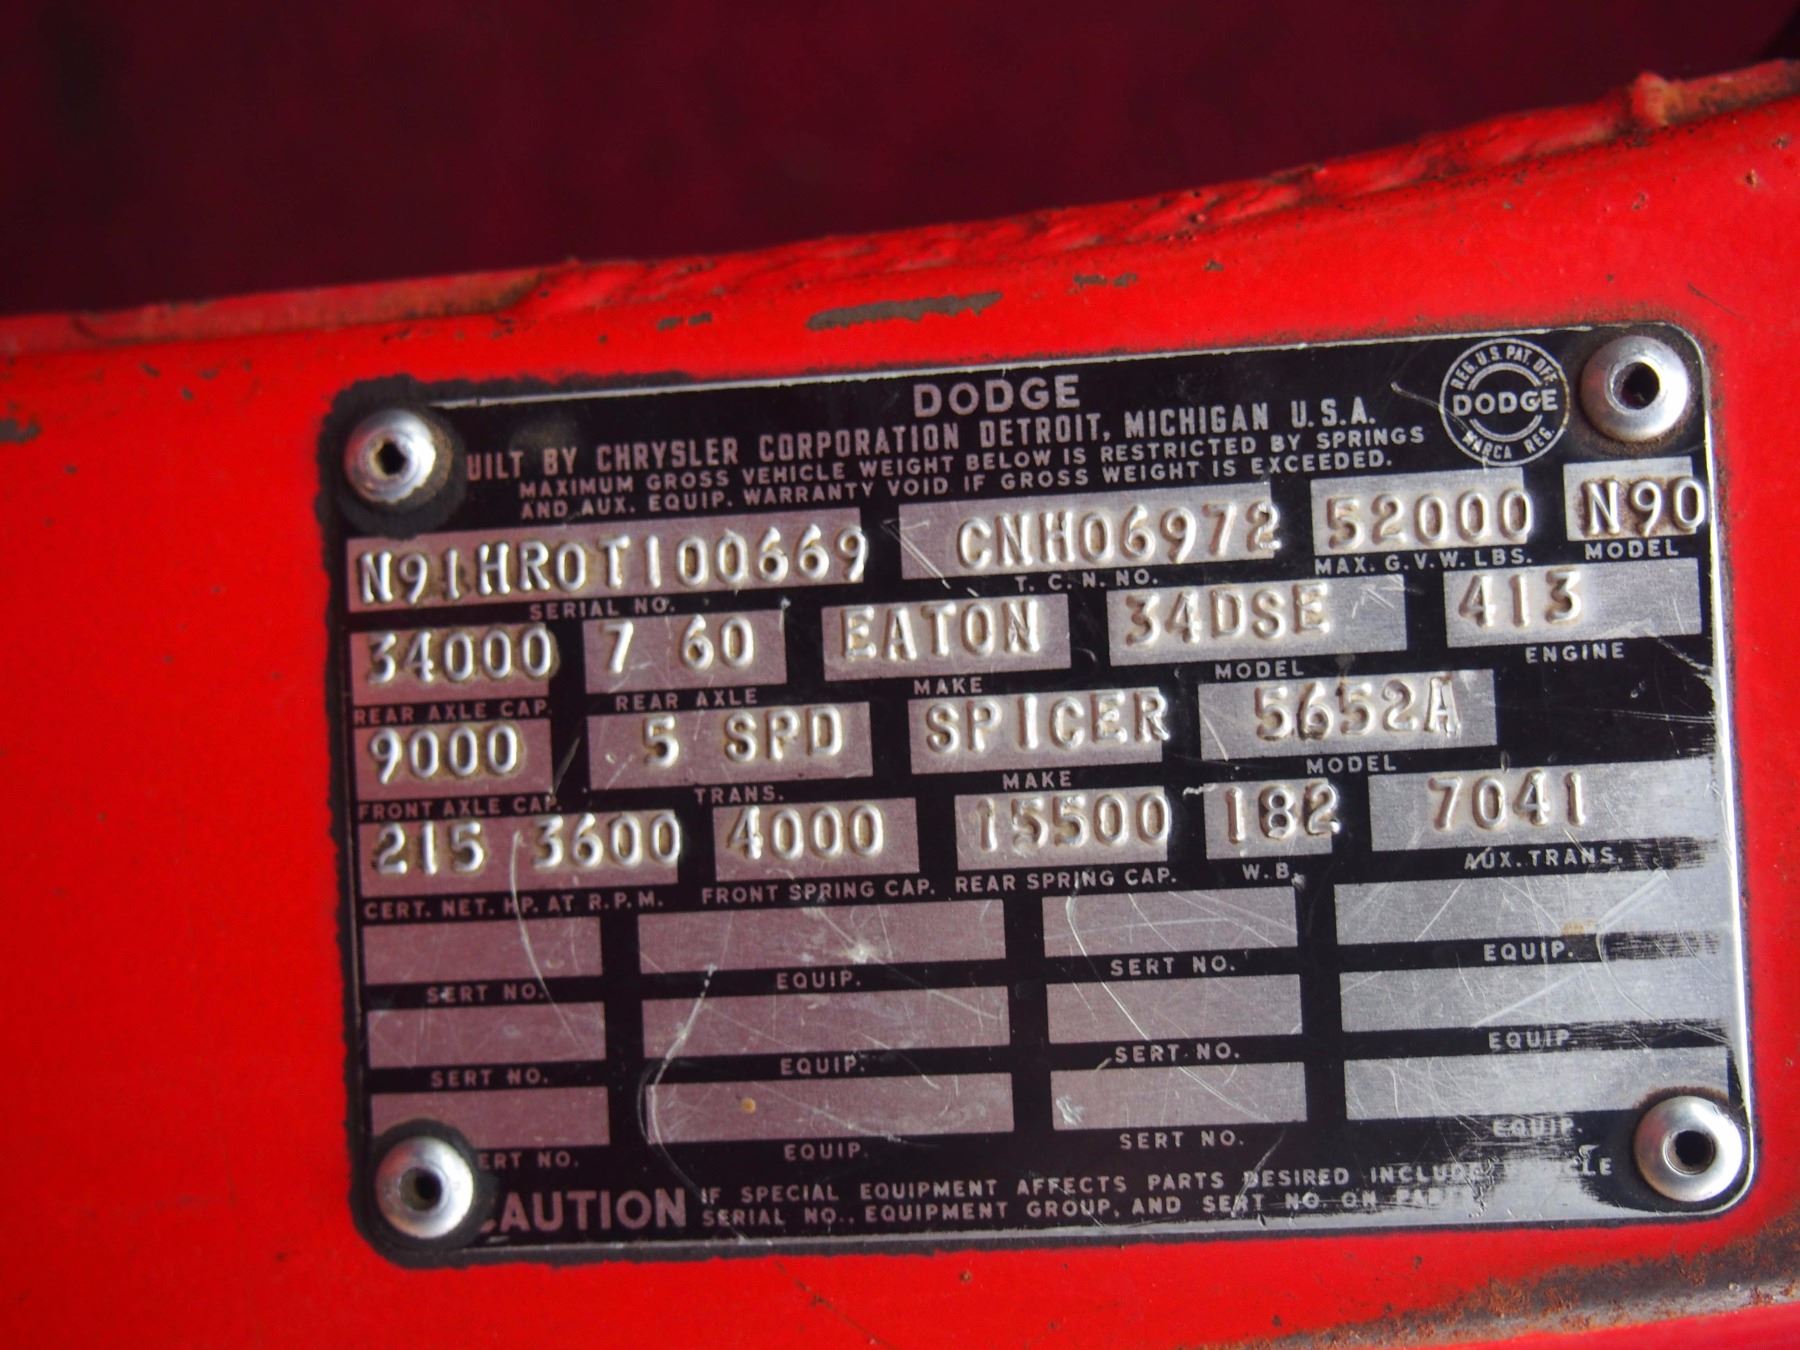 DODGE
REG. U.S. PAT. OFF.
DODGE
MARCA REG.
UILT BY CHRYSLER CORPORATION DETROIT, MICHIGAN U.S.A.
MAXIMUM GROSS VEHICLE WEIGHT BELOW IS RESTRICTED BY SPRINGS
AND AUX. EQUIP. WARRANTY VOID IF GROSS WEIGHT IS EXCEEDED.
N91HR0T100669 CNH06972 52000 N90
SERIAL NO. T. C. N. NO. MAX. G.V.W. LBS. MODEL
34000 7 60 EATON 34DSE 413
REAR AXLE CAP. REAR AXLE MAKE MODEL ENGINE
9000 5 SPD SPICER 5652A
FRONT AXLE CAP. TRANS. MAKE MODEL
215 3600 4000 15500 182 7041
CERT. NET. HP. AT R.P.M. FRONT SPRING CAP. REAR SPRING CAP. W.B. AUX. TRANS.
SERT NO. EQUIP. SERT NO. EQUIP.
SERT NO. EQUIP. SERT NO. EQUIP.
ERT NO. EQUIP. SERT NO. EQUIP.
CAUTION IF SPECIAL EQUIPMENT AFFECTS PARTS DESIRED INCLUDE
SERIAL NO., EQUIPMENT GROUP, AND SERT NO. ON